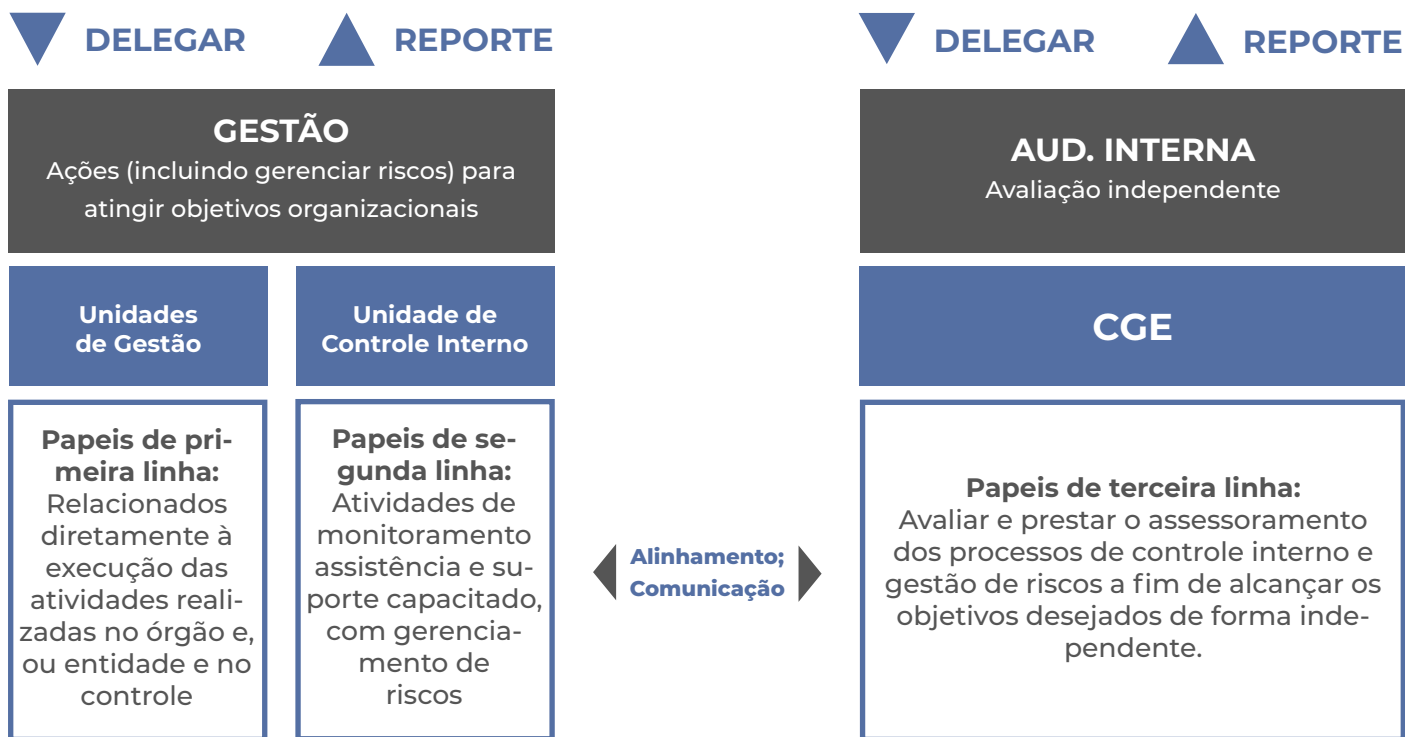 DELEGAR
REPORTE
GESTÃO
Ações (incluindo gerenciar riscos) para
atingir objetivos organizacionais
Unidades
de Gestão
Papeis de pri-
meira linha:
Relacionados
diretamente à
execução das
atividades reali-
zadas no órgão e,
ou entidade e no
controle
Unidade de
Controle Interno
Papeis de se-
gunda linha:
Atividades de
monitoramento
assistência e su-
porte capacitado,
com gerencia-
mento de
riscos
Alinhamento;
Comunicação
DELEGAR
REPORTE
AUD. INTERNA
Avaliação independente
CGE
Papeis de terceira linha:
Avaliar e prestar o assessoramento
dos processos de controle interno e
gestão de riscos a fim de alcançar os
objetivos desejados de forma inde-
pendente.